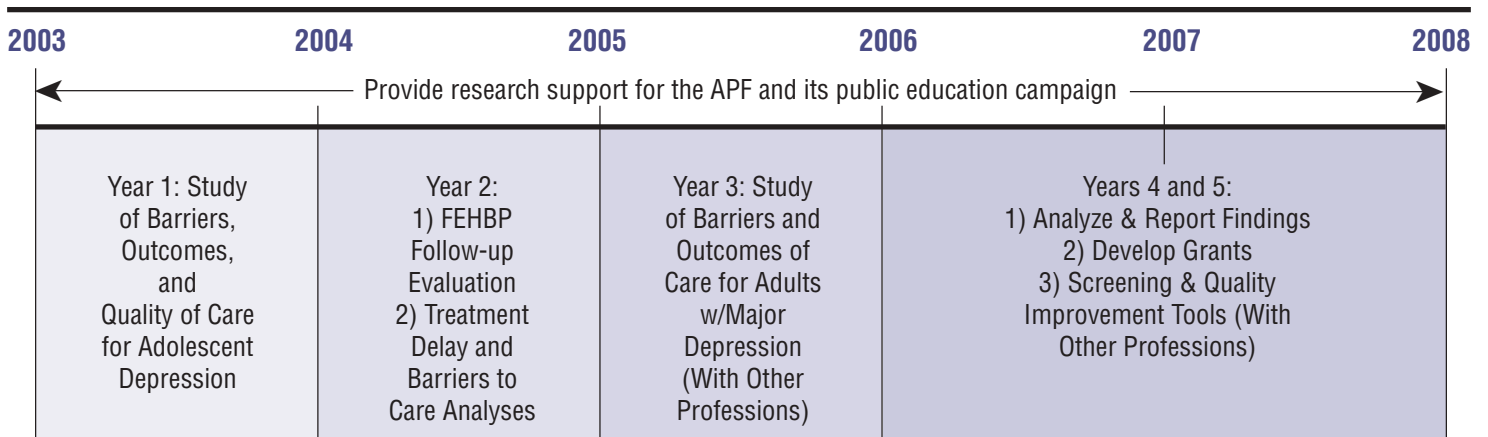 2003 2004 2005 2006 2007 2008
Provide research support for the APF and its public education campaign
Year 1: Study
of Barriers,
Outcomes,
and
Quality of Care
for Adolescent
Depression
Year 2:
1) FEHBP
Follow-up
Evaluation
2) Treatment
Delay and
Barriers to
Care Analyses
Year 3: Study
of Barriers and
Outcomes of
Care for Adults
w/Major
Depression
(With Other
Professions)
Years 4 and 5:
1) Analyze & Report Findings
2) Develop Grants
3) Screening & Quality
Improvement Tools (With
Other Professions)